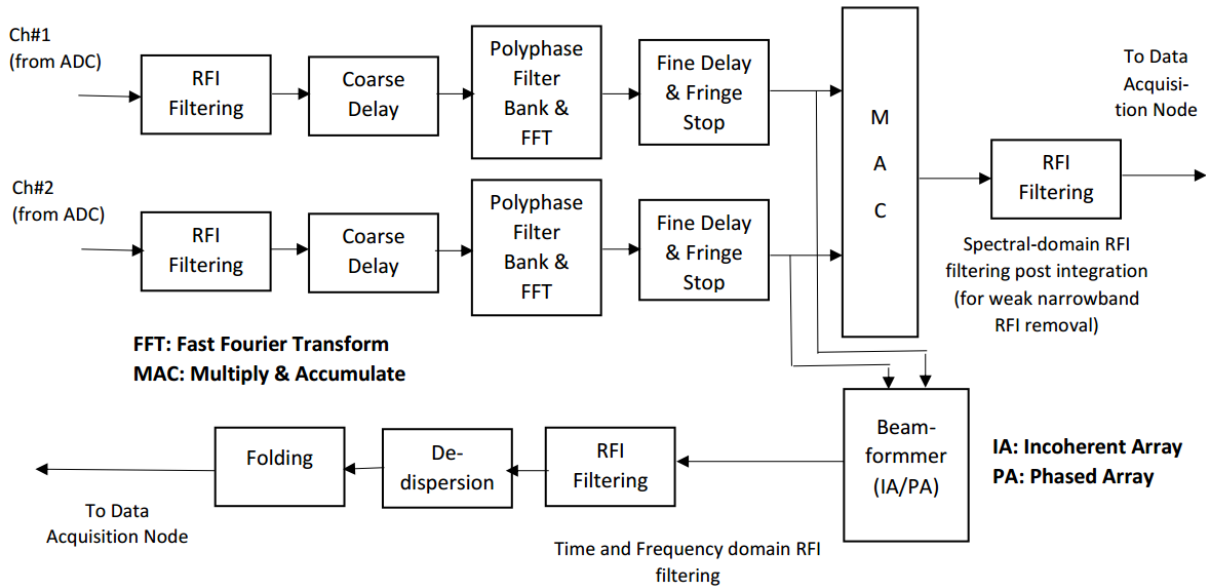 Ch#1
(from ADC)
RFI
Filtering
Coarse
Delay
Polyphase
Filter
Bank &
FFT
Fine Delay
& Fringe
Stop
M
A
C
To Data
Acquisi-
tion Node
RFI
Filtering
Ch#2
(from ADC)
RFI
Filtering
Coarse
Delay
Polyphase
Filter
Bank &
FFT
Fine Delay
& Fringe
Stop
Spectral-domain RFI
filtering post integration
(for weak narrowband
RFI removal)
FFT: Fast Fourier Transform
MAC: Multiply & Accumulate
Beam-
formmer
(IA/PA)
IA: Incoherent Array
PA: Phased Array
RFI
Filtering
De-
dispersion
Folding
To Data
Acquisition Node
Time and Frequency domain RFI
filtering